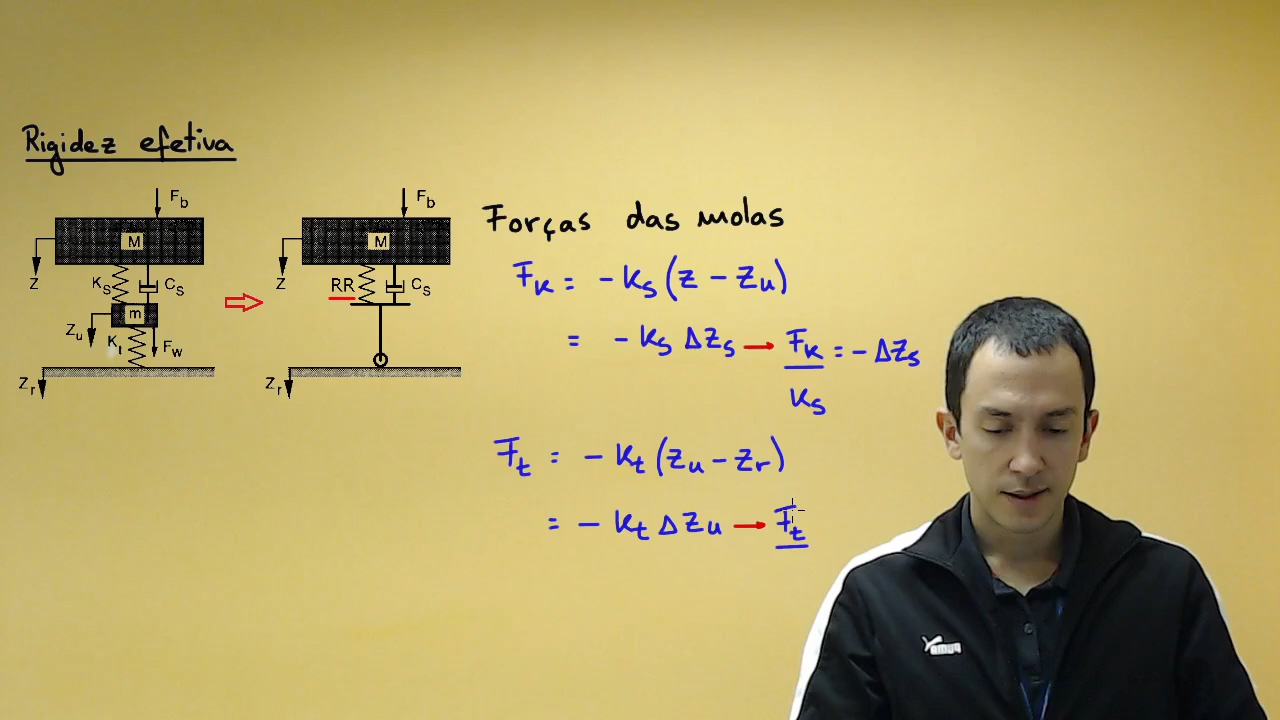 Rigidez efetiva
Fb
M
Z
Ks
Cs
m
Zu
Kt
Fw
Zr
Fb
M
Z
RR
Cs
Zr
Forças das molas
Fk = - ks (z - zu)
= - ks Δzs → Fk/ks = - Δzs
Ft = - kt (zu - zr)
= - kt Δzu → Ft